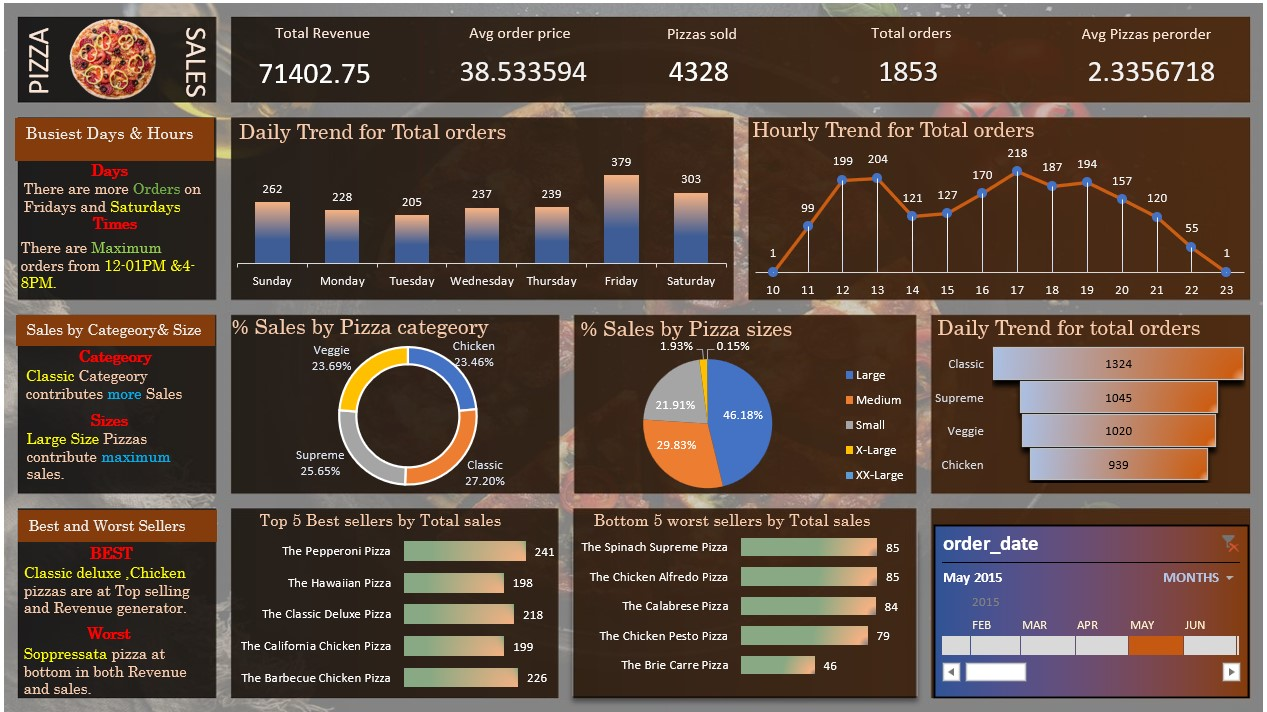 PIZZA
SALES
Total Revenue
71402.75
Avg order price
38.533594
Pizzas sold
4328
Total orders
1853
Avg Pizzas perorder
2.3356718
Busiest Days & Hours
Days
There are more Orders on
Fridays and Saturdays
Times
There are Maximum
orders from 12-01PM &4-
8PM.
Daily Trend for Total orders
262
228
205
237
239
379
303
Sunday
Monday
Tuesday
Wednesday
Thursday
Friday
Saturday
Hourly Trend for Total orders
1
99
199
204
121
127
170
218
187
194
157
120
55
1
10
11
12
13
14
15
16
17
18
19
20
21
22
23
Sales by Categeory& Size
Categeory
Classic Categeory
contributes more Sales
Sizes
Large Size Pizzas
contribute maximum
sales.
% Sales by Pizza categeory
Veggie
23.69%
Chicken
23.46%
Supreme
25.65%
Classic
27.20%
% Sales by Pizza sizes
1.93%
0.15%
21.91%
46.18%
29.83%
Large
Medium
Small
X-Large
XX-Large
Daily Trend for total orders
Classic
1324
Supreme
1045
Veggie
1020
Chicken
939
Best and Worst Sellers
BEST
Classic deluxe ,Chicken
pizzas are at Top selling
and Revenue generator.
Worst
Soppressata pizza at
bottom in both Revenue
and sales.
Top 5 Best sellers by Total sales
The Pepperoni Pizza
241
The Hawaiian Pizza
198
The Classic Deluxe Pizza
218
The California Chicken Pizza
199
The Barbecue Chicken Pizza
226
Bottom 5 worst sellers by Total sales
The Spinach Supreme Pizza
85
The Chicken Alfredo Pizza
85
The Calabrese Pizza
84
The Chicken Pesto Pizza
79
The Brie Carre Pizza
46
order_date
May 2015
MONTHS
2015
FEB
MAR
APR
MAY
JUN